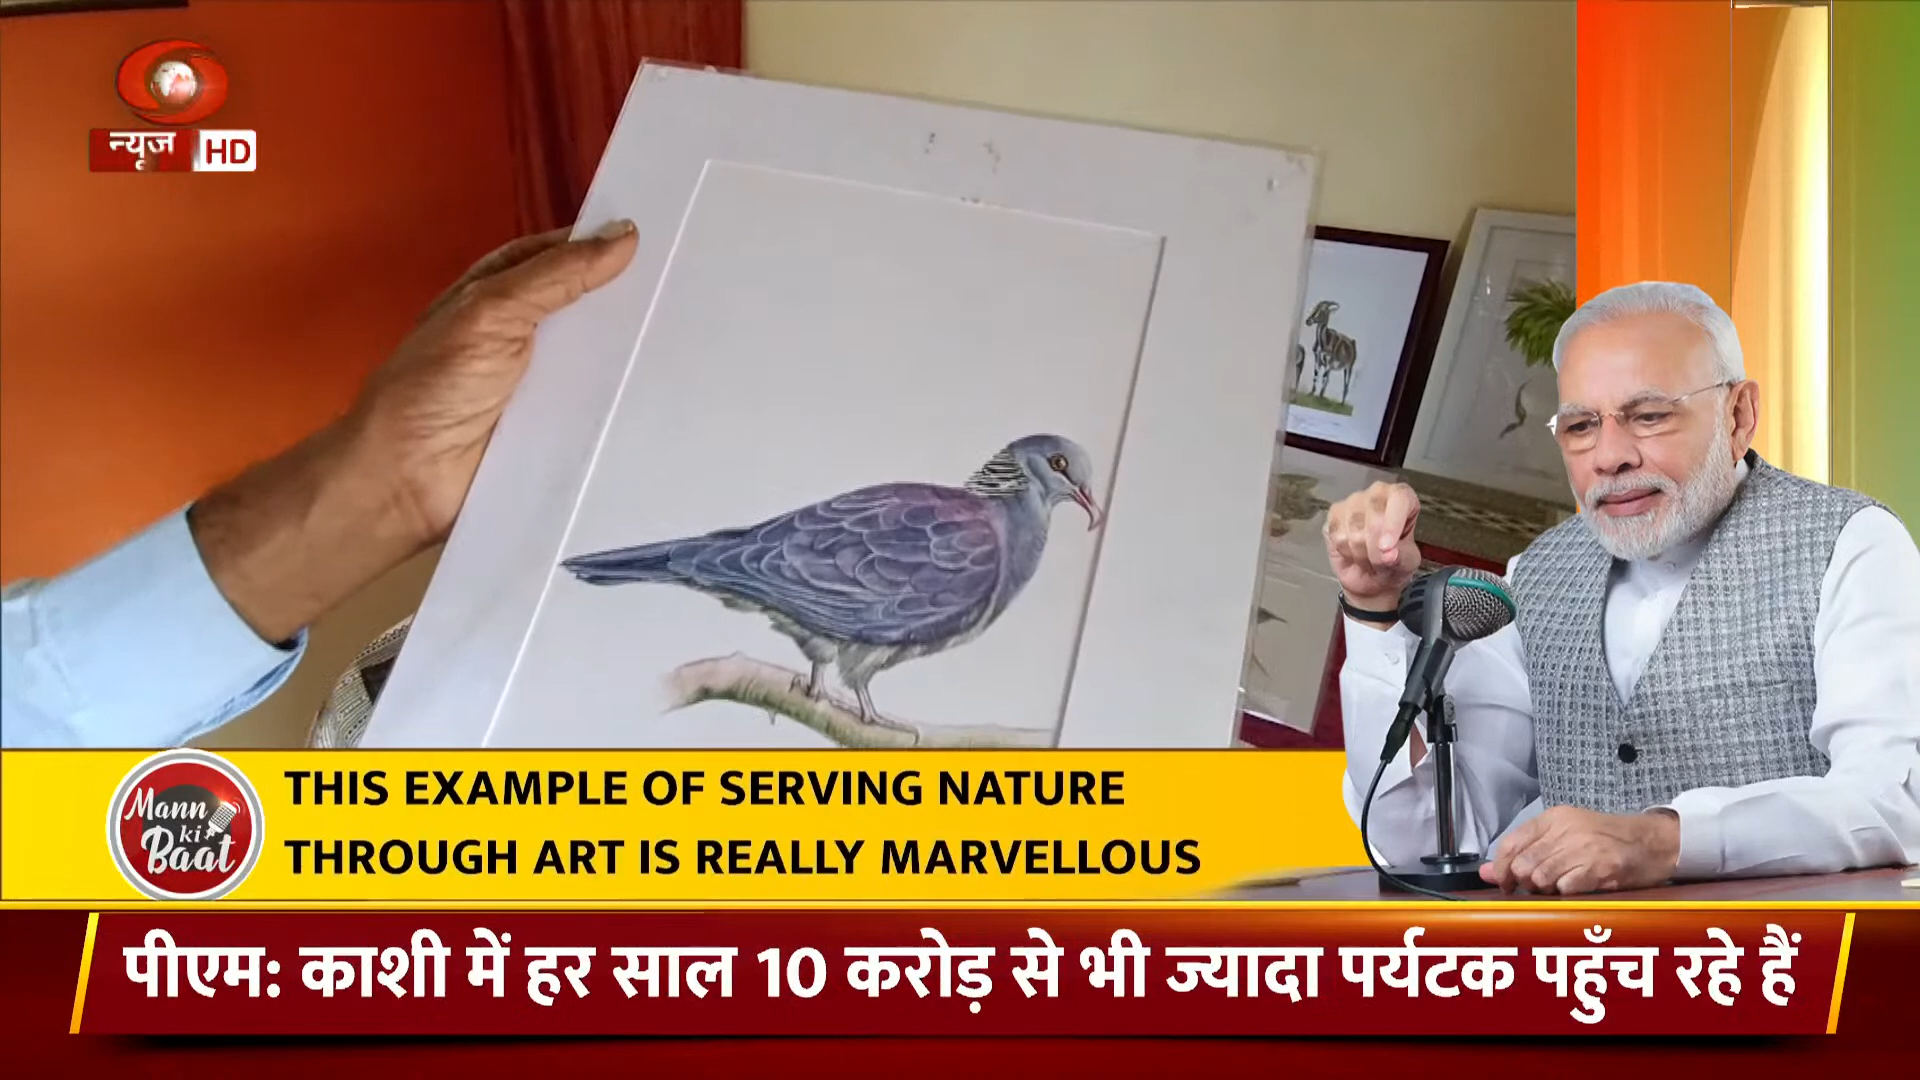 न्यूज HD
Mann
ki
Baat
THIS EXAMPLE OF SERVING NATURE
THROUGH ART IS REALLY MARVELLOUS
पीएम: काशी में हर साल 10 करोड़ से भी ज्यादा पर्यटक पहुँच रहे हैं